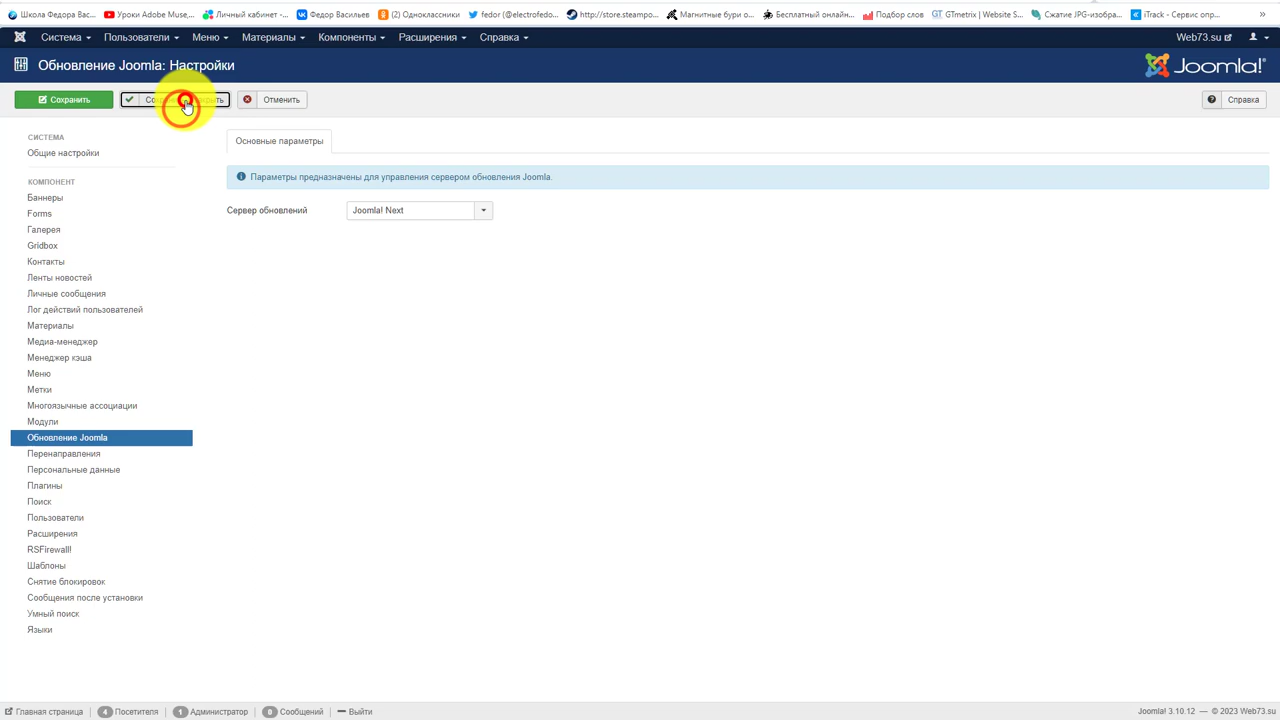 Школа Федора Вас... Уроки Adobe Muse,... Личный кабинет -... Федор Васильев (2) Одноклассники fedor (@electrofedo... http://store.steampo... Магнитные бури о... Бесплатный онлайн... Подбор слов GTmetrix | Website S... Сжатие JPG-изобра... iTrack - Сервис опр... »
Система Пользователи Меню Материалы Компоненты Расширения Справка Web73.su
Обновление Joomla: Настройки Joomla!
Сохранить Отменить Справка
СИСТЕМА
Общие настройки
КОМПОНЕНТ
Баннеры
Forms
Галерея
Gridbox
Контакты
Ленты новостей
Личные сообщения
Лог действий пользователей
Материалы
Медиа-менеджер
Менеджер кэша
Меню
Метки
Многоязычные ассоциации
Модули
Обновление Joomla
Перенаправления
Персональные данные
Плагины
Поиск
Пользователи
Расширения
RSFirewall!
Шаблоны
Снятие блокировок
Сообщения после установки
Умный поиск
Языки
Основные параметры
Параметры предназначены для управления сервером обновления Joomla.
Сервер обновлений Joomla! Next
Главная страница 4 Посетителя 1 Администратор 0 Сообщений Выйти Joomla! 3.10.12 — © 2023 Web73.su